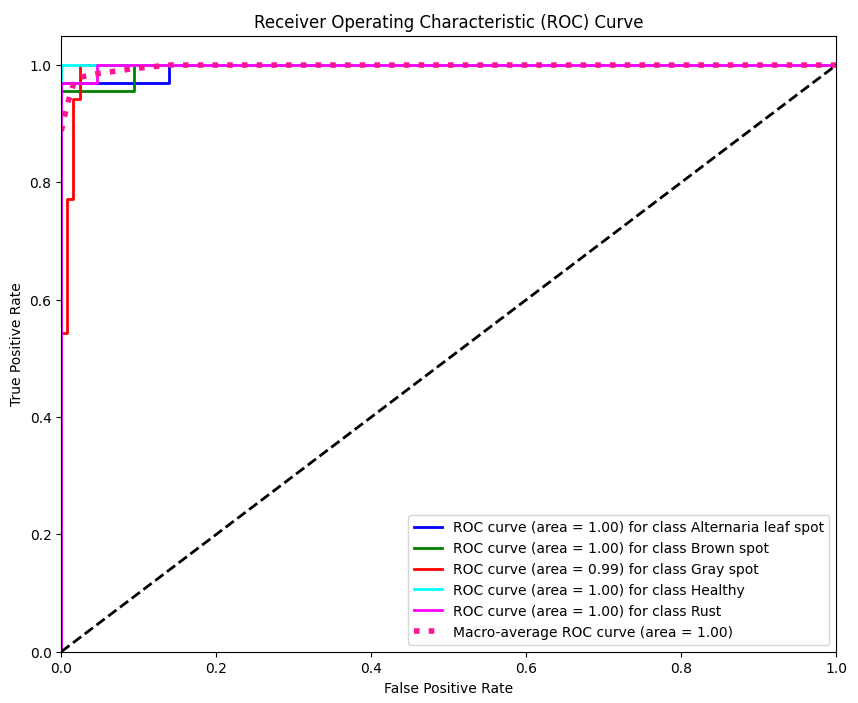 Receiver Operating Characteristic (ROC) Curve
True Positive Rate
1.0
0.8
0.6
0.4
0.2
0.0
ROC curve (area = 1.00) for class Alternaria leaf spot
ROC curve (area = 1.00) for class Brown spot
ROC curve (area = 0.99) for class Gray spot
ROC curve (area = 1.00) for class Healthy
ROC curve (area = 1.00) for class Rust
Macro-average ROC curve (area = 1.00)
0.0 0.2 0.4 0.6 0.8 1.0
False Positive Rate